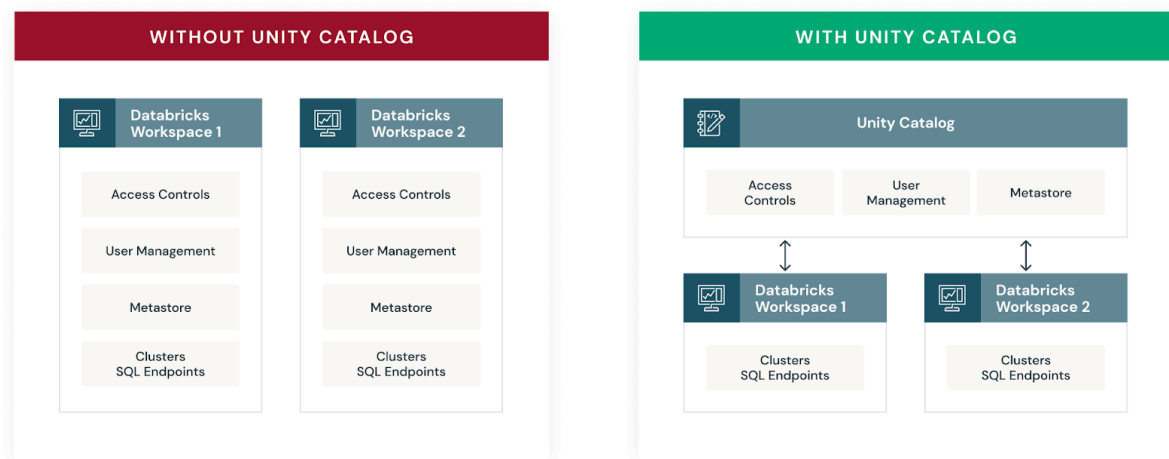 WITHOUT UNITY CATALOG
Databricks
Workspace 1
Access Controls
User Management
Metastore
Clusters
SQL Endpoints
Databricks
Workspace 2
Access Controls
User Management
Metastore
Clusters
SQL Endpoints
WITH UNITY CATALOG
Unity Catalog
Access
Controls
User
Management
Metastore
Databricks
Workspace 1
Clusters
SQL Endpoints
Databricks
Workspace 2
Clusters
SQL Endpoints